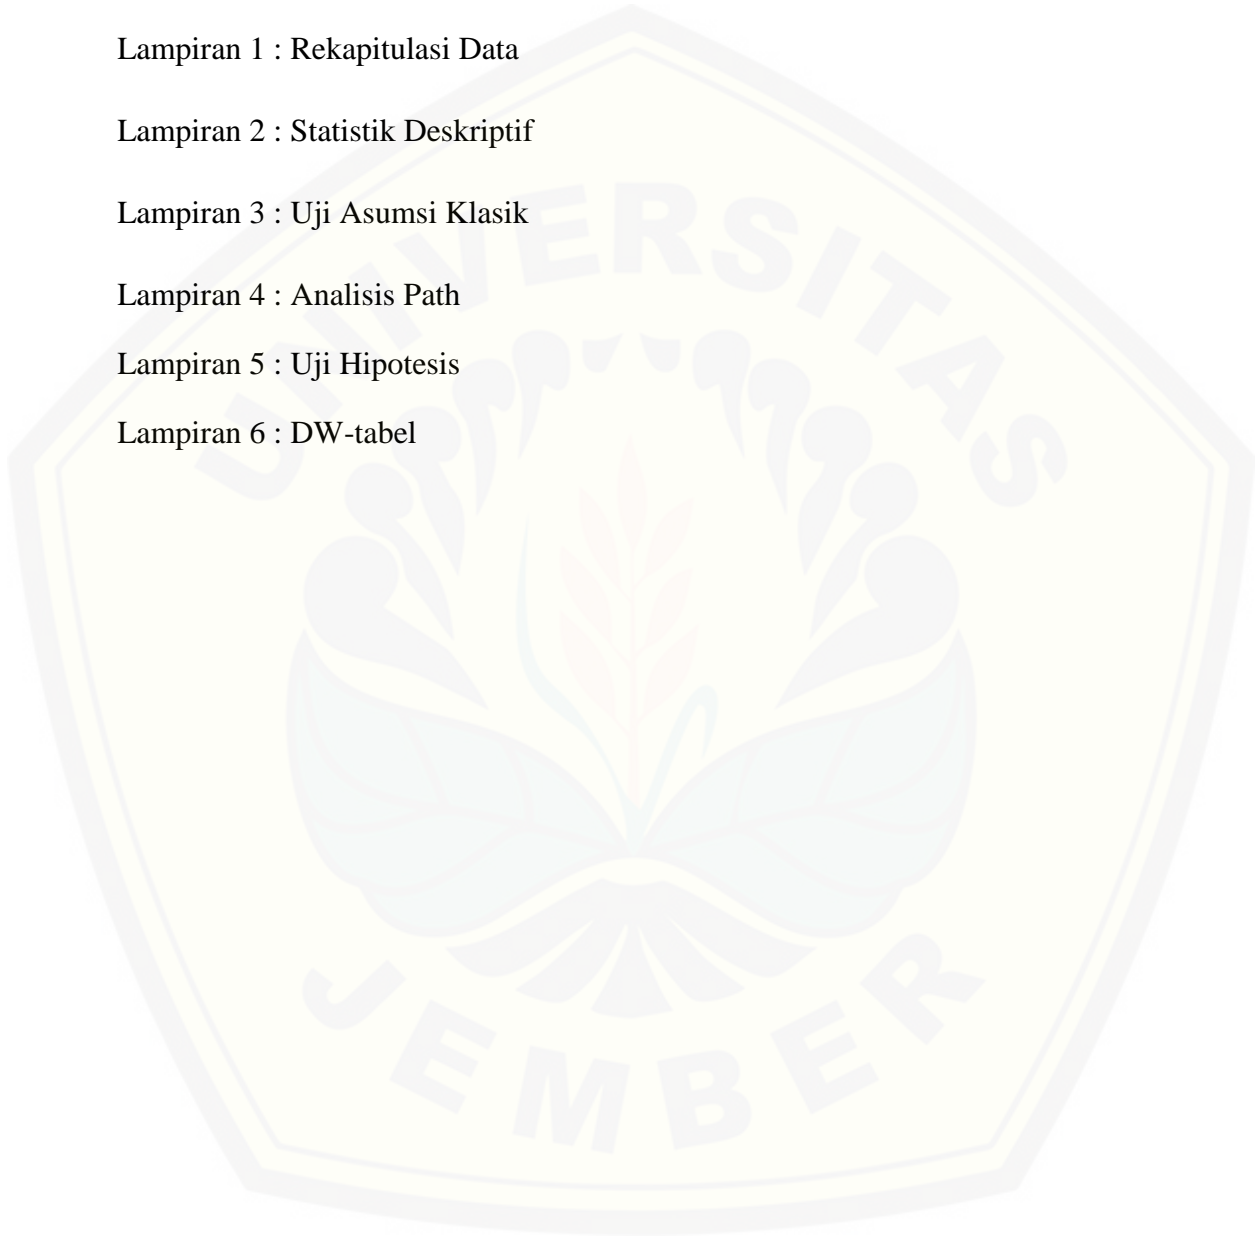 Lampiran 1 : Rekapitulasi Data
Lampiran 2 : Statistik Deskriptif
Lampiran 3 : Uji Asumsi Klasik
Lampiran 4 : Analisis Path
Lampiran 5 : Uji Hipotesis
Lampiran 6 : DW-tabel
UNIVERSITAS
JEMBER